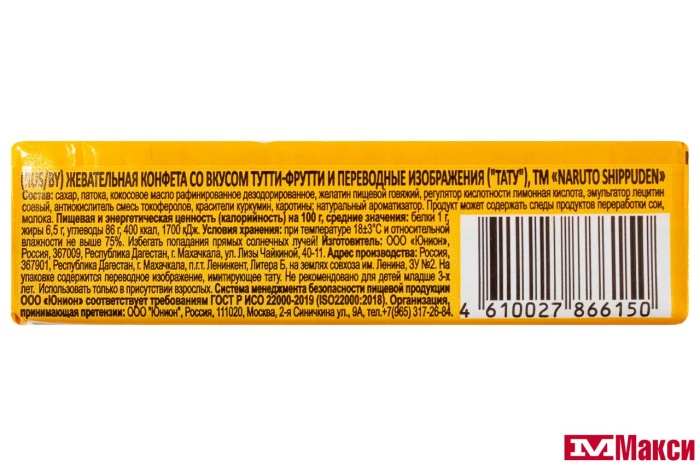 (RUS/BY) ЖЕВАТЕЛЬНАЯ КОНФЕТА СО ВКУСОМ ТУТТИ-ФРУТТИ И ПЕРЕВОДНЫЕ ИЗОБРАЖЕНИЯ ("ТАТУ"), ТМ «NARUTO SHIPPUDEN»
Состав: сахар, патока, кокосовое масло рафинированное дезодорированное, желатин пищевой говяжий, регулятор кислотности лимонная кислота, эмульгатор лецитин
соевый, антиокислитель смесь токоферолов, красители куркумин, каротины; натуральный ароматизатор. Продукт может содержать следы продуктов переработки сои,
молока. Пищевая и энергетическая ценность (калорийность) на 100 г, средние значения: белки 1 г,
жиры 6,5 г, углеводы 86 г, 400 ккал, 1700 кДж. Условия хранения: при температуре 18±3°С и относительной
влажности не выше 75%. Избегать попадания прямых солнечных лучей! Изготовитель: ООО «Юнион»,
Россия, 367009, Республика Дагестан, г. Махачкала, ул. Лизы Чайкиной, 40-11. Адрес производства: Россия,
367901, Республика Дагестан, г. Махачкала, п.г.т. Ленинкент, Литера Б, на землях совхоза им. Ленина, ЗУ №2. На
упаковке содержится переводное изображение, имитирующее тату. Не рекомендовано для детей младше 3-х
лет. Использовать только в присутствии взрослых. Система менеджмента безопасности пищевой продукции
ООО «Юнион» соответствует требованиям ГОСТ Р ИСО 22000-2019 (ISO22000:2018). Организация,
принимающая претензии: ООО "Юнион", Россия, 111020, Москва, 2-я Синичкина ул., 9А, тел.+7(965) 317-26-84.
4 610027 866150
Макси